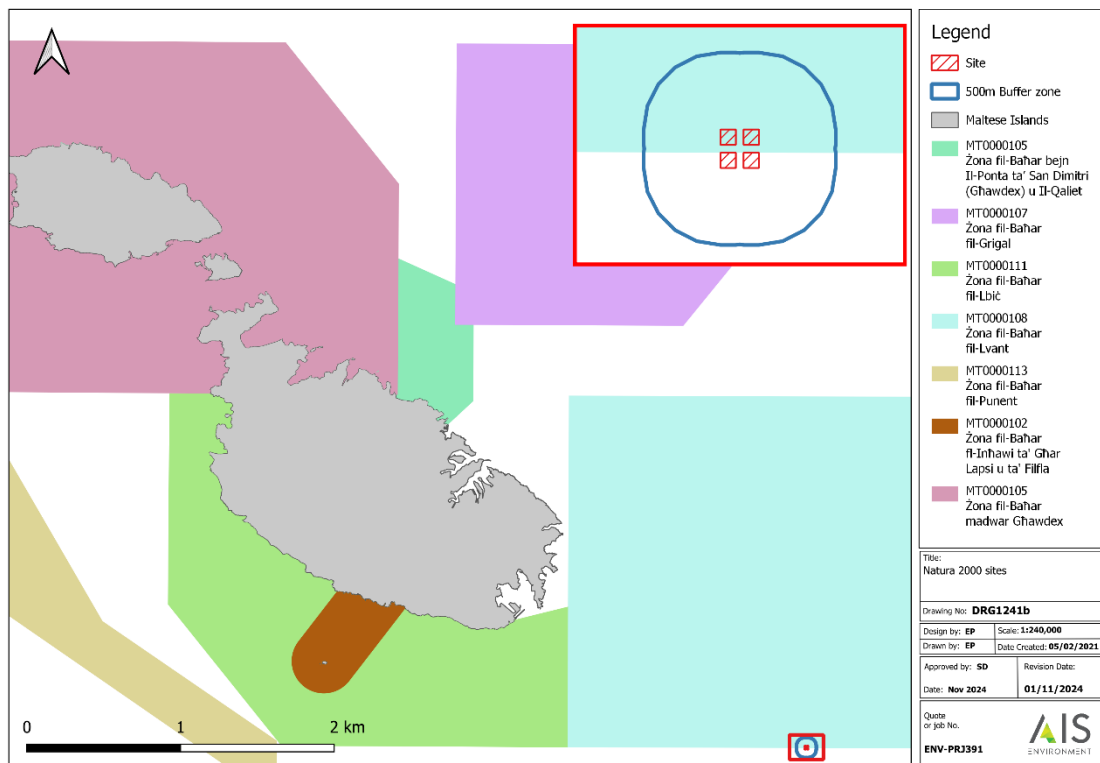 Legend
Site
500m Buffer zone
Maltese Islands
MT0000105
Żona fil-Baħar bejn
Il-Ponta ta' San Dimitri
(Għawdex) u Il-Qaliet
MT0000107
Żona fil-Baħar
fil-Grigal
MT0000111
Żona fil-Baħar
fil-Lbiċ
MT0000108
Żona fil-Baħar
fil-Lvant
MT0000113
Żona fil-Baħar
fil-Punent
MT0000102
Żona fil-Baħar
fl-Inħawi ta' Għar
Lapsi u ta' Filfla
MT0000105
Żona fil-Baħar
madwar Għawdex
Title:
Natura 2000 sites
Drawing No: DRG1241b
Design by: EP Scale: 1:240,000
Drawn by: EP Date Created: 05/02/2021
Approved by: SD Revision Date:
Date: Nov 2024 01/11/2024
Quote
or job No.
ENV-PRJ391
AIS
ENVIRONMENT
0 1 2 km